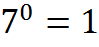 7⁰ = 1